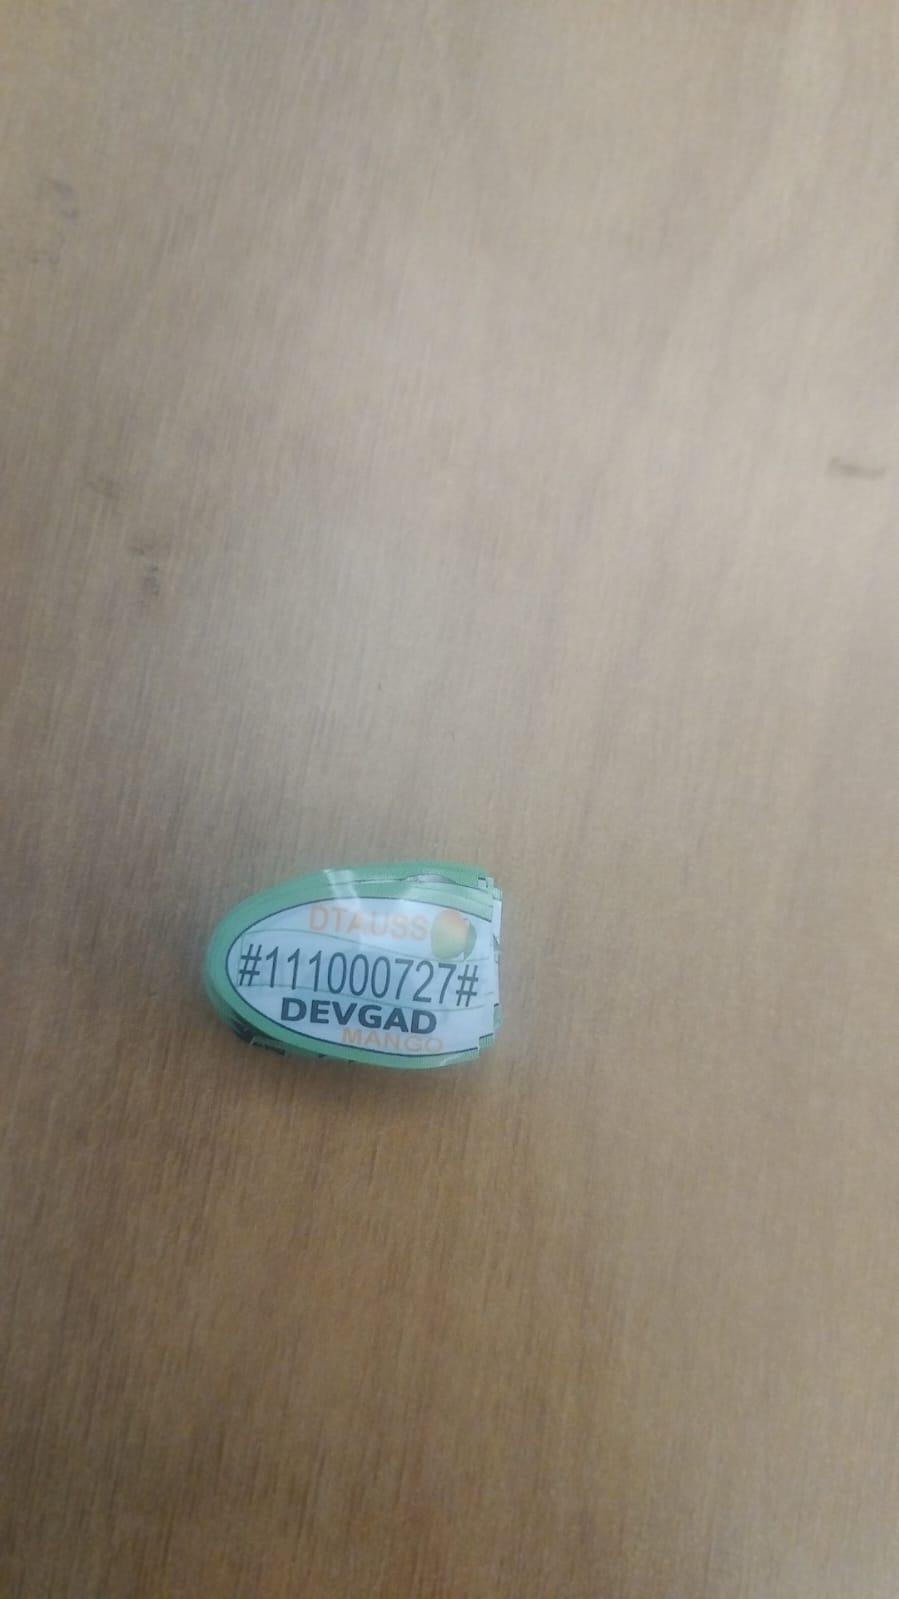 DTAUSS
#111000727#
DEVGAD
MANGO